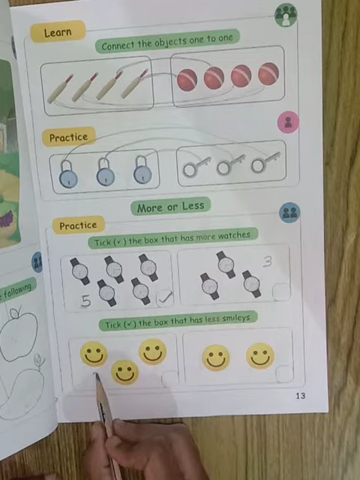 Learn
Connect the objects one to one
Practice
More or Less
Practice
Tick (✓) the box that has more watches
5
✓
3
Tick (✓) the box that has less smileys
following
13